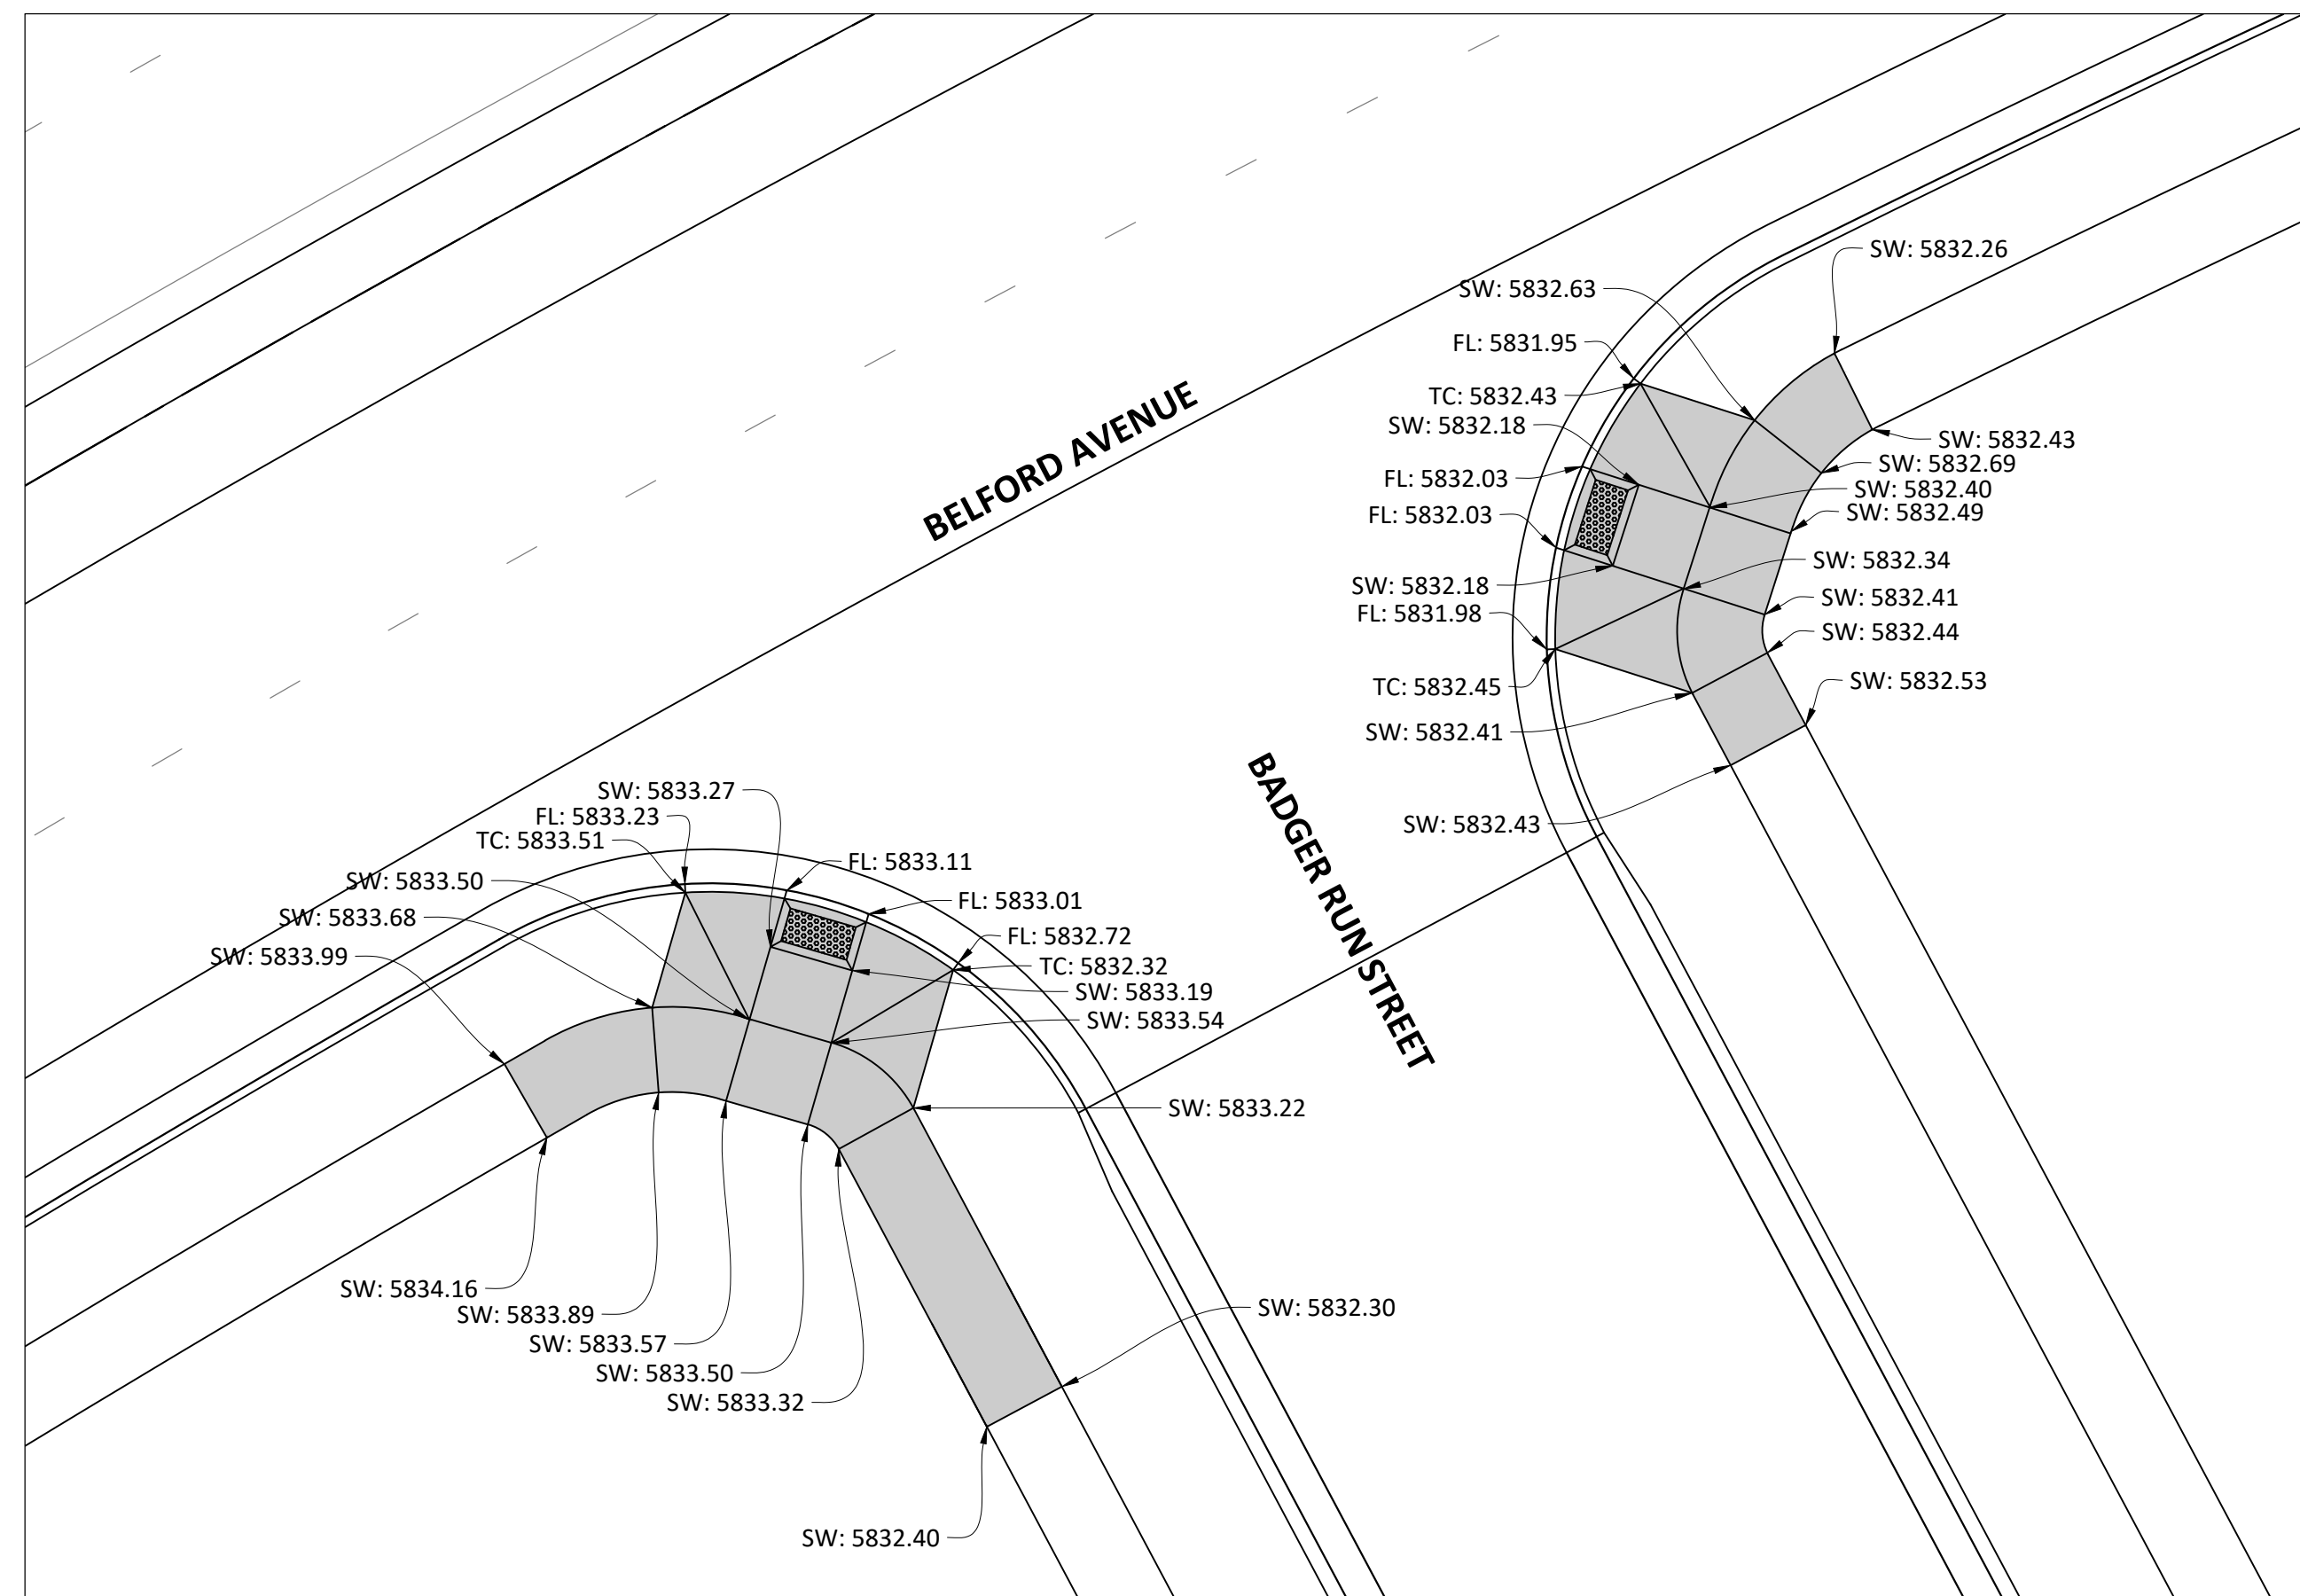 SW: 5832.26
SW: 5832.63
FL: 5831.95
TC: 5832.43
SW: 5832.18
SW: 5832.43
SW: 5832.69
FL: 5832.03
SW: 5832.40
SW: 5832.49
FL: 5832.03
SW: 5832.34
SW: 5832.18
SW: 5832.41
FL: 5831.98
SW: 5832.44
TC: 5832.45
SW: 5832.53
SW: 5832.41
SW: 5832.43
BELFORD AVENUE
BADGER RUN STREET
SW: 5833.27
FL: 5833.23
TC: 5833.51
FL: 5833.11
SW: 5833.50
FL: 5833.01
SW: 5833.68
FL: 5832.72
SW: 5833.99
TC: 5832.32
SW: 5833.19
SW: 5833.54
SW: 5833.22
SW: 5834.16
SW: 5833.89
SW: 5832.30
SW: 5833.57
SW: 5833.50
SW: 5833.32
SW: 5832.40